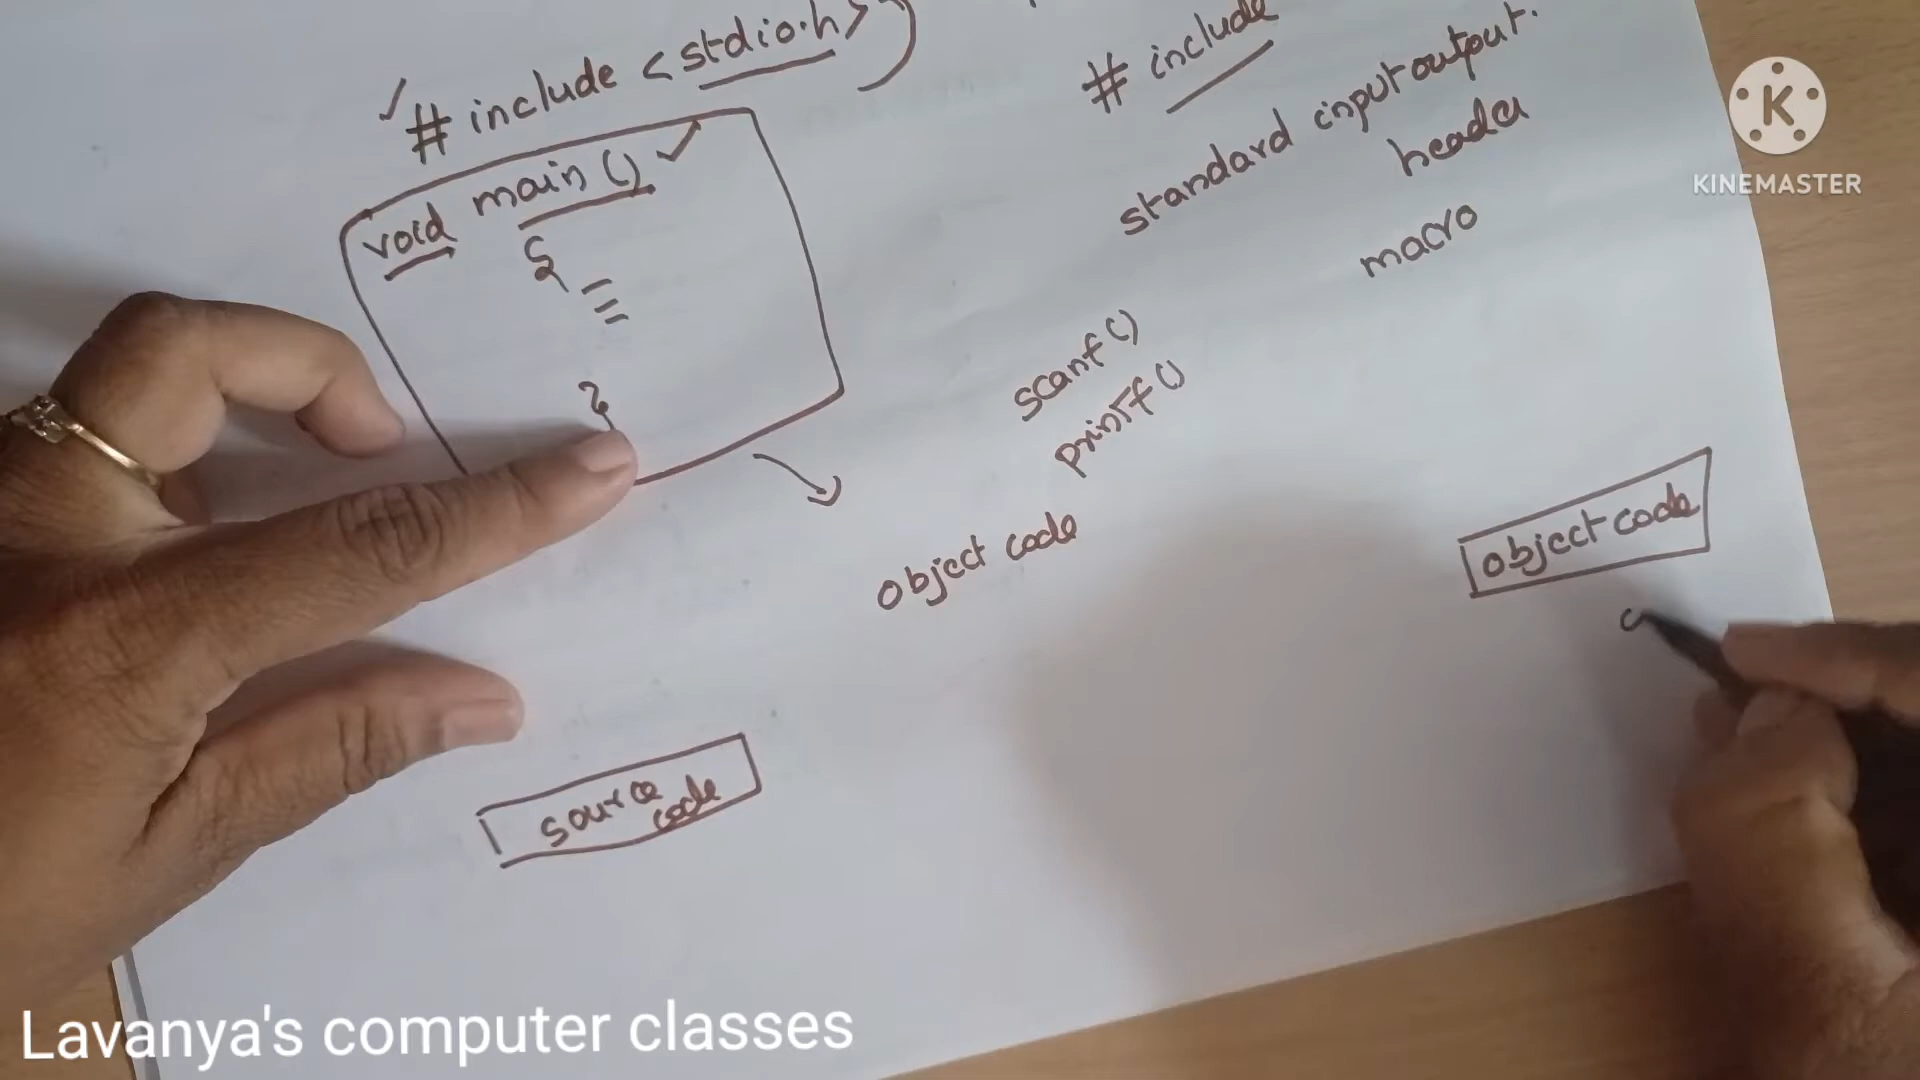 # include <stdio.h>
void main()
{
}
# include
standard input output.
header
macro
scanf()
printf()
object code
object code
source
code
KINEMASTER
Lavanya's computer classes